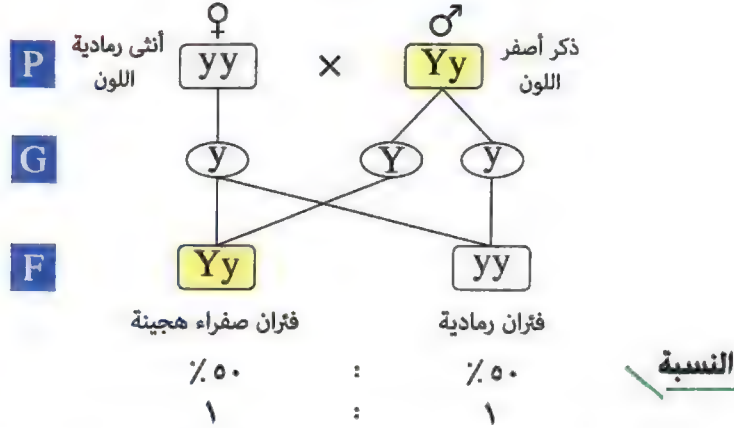 ♀ ♂
P أنثى رمادية اللون yy × Yy ذكر أصفر اللون
G y Y y
F Yy yy
فئران صفراء هجينة فئران رمادية
٥٠٪ : ٥٠٪ النسبة
١ : ١